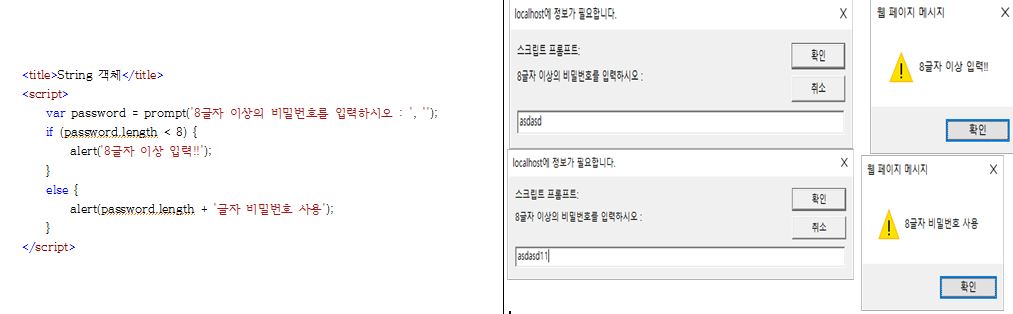 <title>String 객체</title>
<script>
var password = prompt('8글자 이상의 비밀번호를 입력하시오 : ', '');
if (password.length < 8) {
alert('8글자 이상 입력!!');
}
else {
alert(password.length + '글자 비밀번호 사용');
}
</script>
localhost에 정보가 필요합니다. X
스크립트 프롬프트: 확인
8글자 이상의 비밀번호를 입력하시오 : 취소
asdasd
웹 페이지 메시지 X
8글자 이상 입력!!
확인
localhost에 정보가 필요합니다. X
스크립트 프롬프트: 확인
8글자 이상의 비밀번호를 입력하시오 : 취소
asdasd11
웹 페이지 메시지 X
8글자 비밀번호 사용
확인